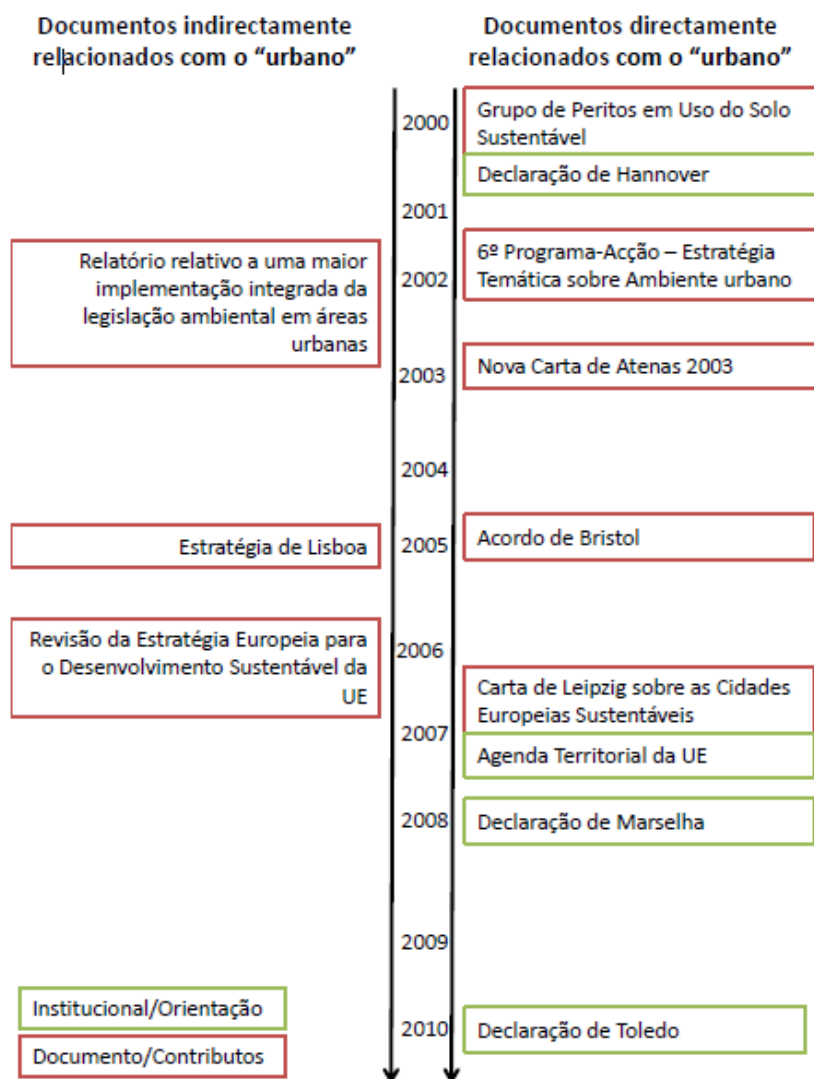 Documentos indirectamente
relacionados com o “urbano”
Documentos directamente
relacionados com o “urbano”
2000
Grupo de Peritos em Uso do Solo
Sustentável
Declaração de Hannover
2001
Relatório relativo a uma maior
implementação integrada da
legislação ambiental em áreas
urbanas
2002
6º Programa-Acção – Estratégia
Temática sobre Ambiente urbano
2003
Nova Carta de Atenas 2003
2004
Estratégia de Lisboa
2005
Acordo de Bristol
Revisão da Estratégia Europeia para
o Desenvolvimento Sustentável da
UE
2006
Carta de Leipzig sobre as Cidades
Europeias Sustentáveis
2007
Agenda Territorial da UE
2008
Declaração de Marselha
2009
Institucional/Orientação
Documento/Contributos
2010
Declaração de Toledo